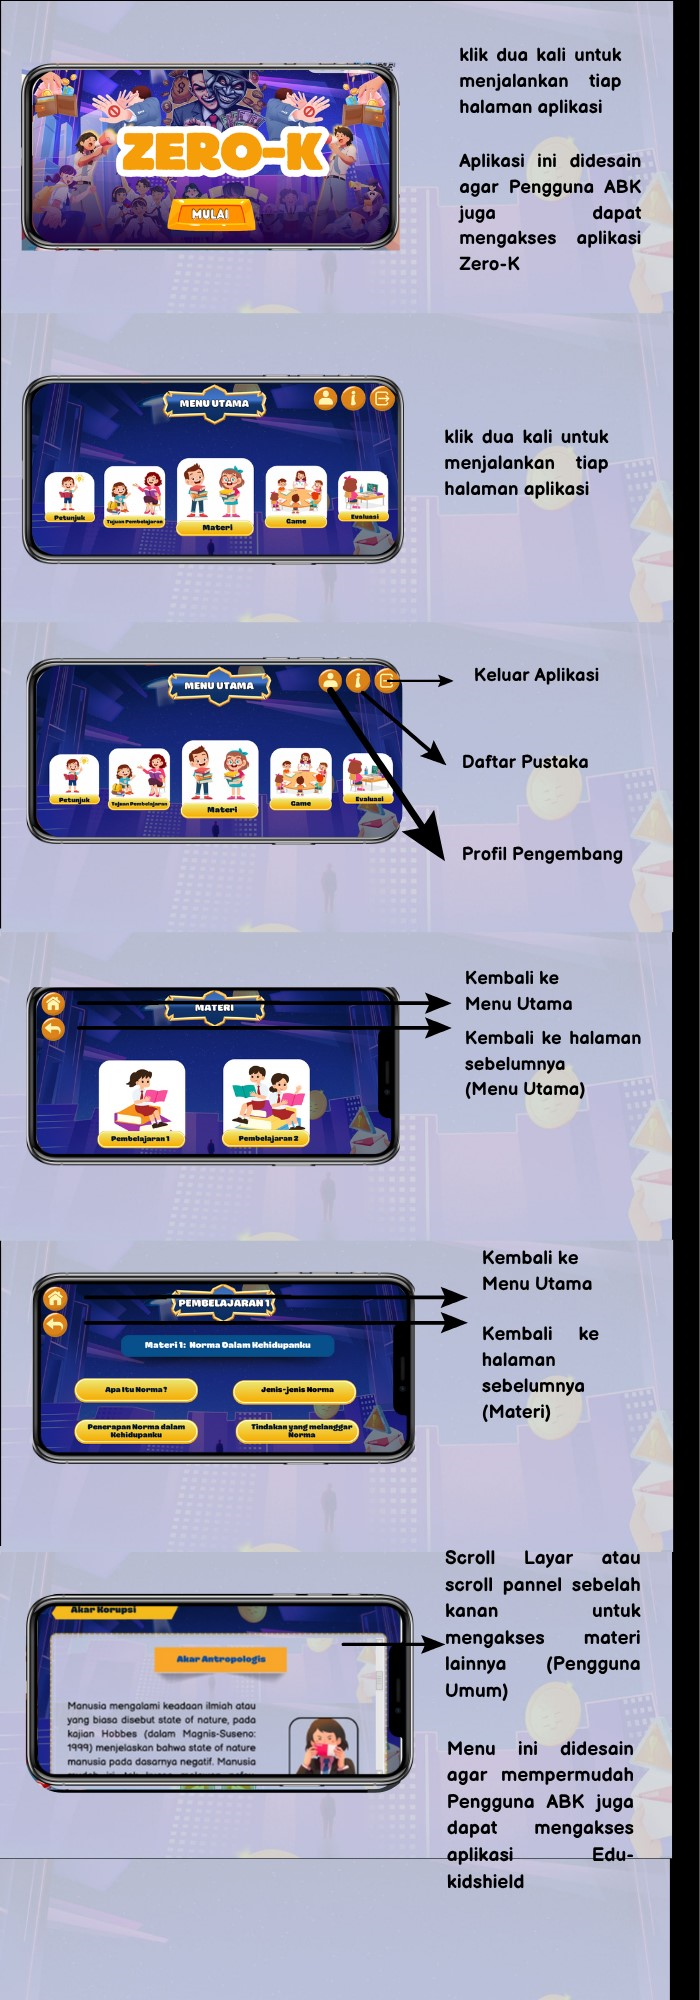 ZERO-K
MULAI
klik dua kali untuk
menjalankan tiap
halaman aplikasi
Aplikasi ini didesain
agar Pengguna ABK
juga dapat
mengakses aplikasi
Zero-K
MENU UTAMA
Petunjuk
Tujuan Pembelajaran
Materi
Game
Evaluasi
klik dua kali untuk
menjalankan tiap
halaman aplikasi
MENU UTAMA
Petunjuk
Tujuan Pembelajaran
Materi
Game
Evaluasi
Keluar Aplikasi
Daftar Pustaka
Profil Pengembang
MATERI
Pembelajaran 1
Pembelajaran 2
Kembali ke
Menu Utama
Kembali ke halaman
sebelumnya
(Menu Utama)
PEMBELAJARAN 1
Materi 1: Norma Dalam Kehidupanku
Apa Itu Norma?
Jenis-jenis Norma
Penerapan Norma dalam
Kehidupanku
Tindakan yang melanggar
Norma
Kembali ke
Menu Utama
Kembali ke
halaman
sebelumnya
(Materi)
Akar Korupsi
Akar Antropologis
Manusia mengalami keadaan ilmiah atau
yang biasa disebut state of nature, pada
kajian Hobbes (dalam Magnis-Suseno:
1999) menjelaskan bahwa state of nature
manusia pada dasarnya negatif. Manusia
Scroll Layar atau
scroll pannel sebelah
kanan untuk
mengakses materi
lainnya (Pengguna
Umum)
Menu ini didesain
agar mempermudah
Pengguna ABK juga
dapat mengakses
aplikasi Edu-
kidshield